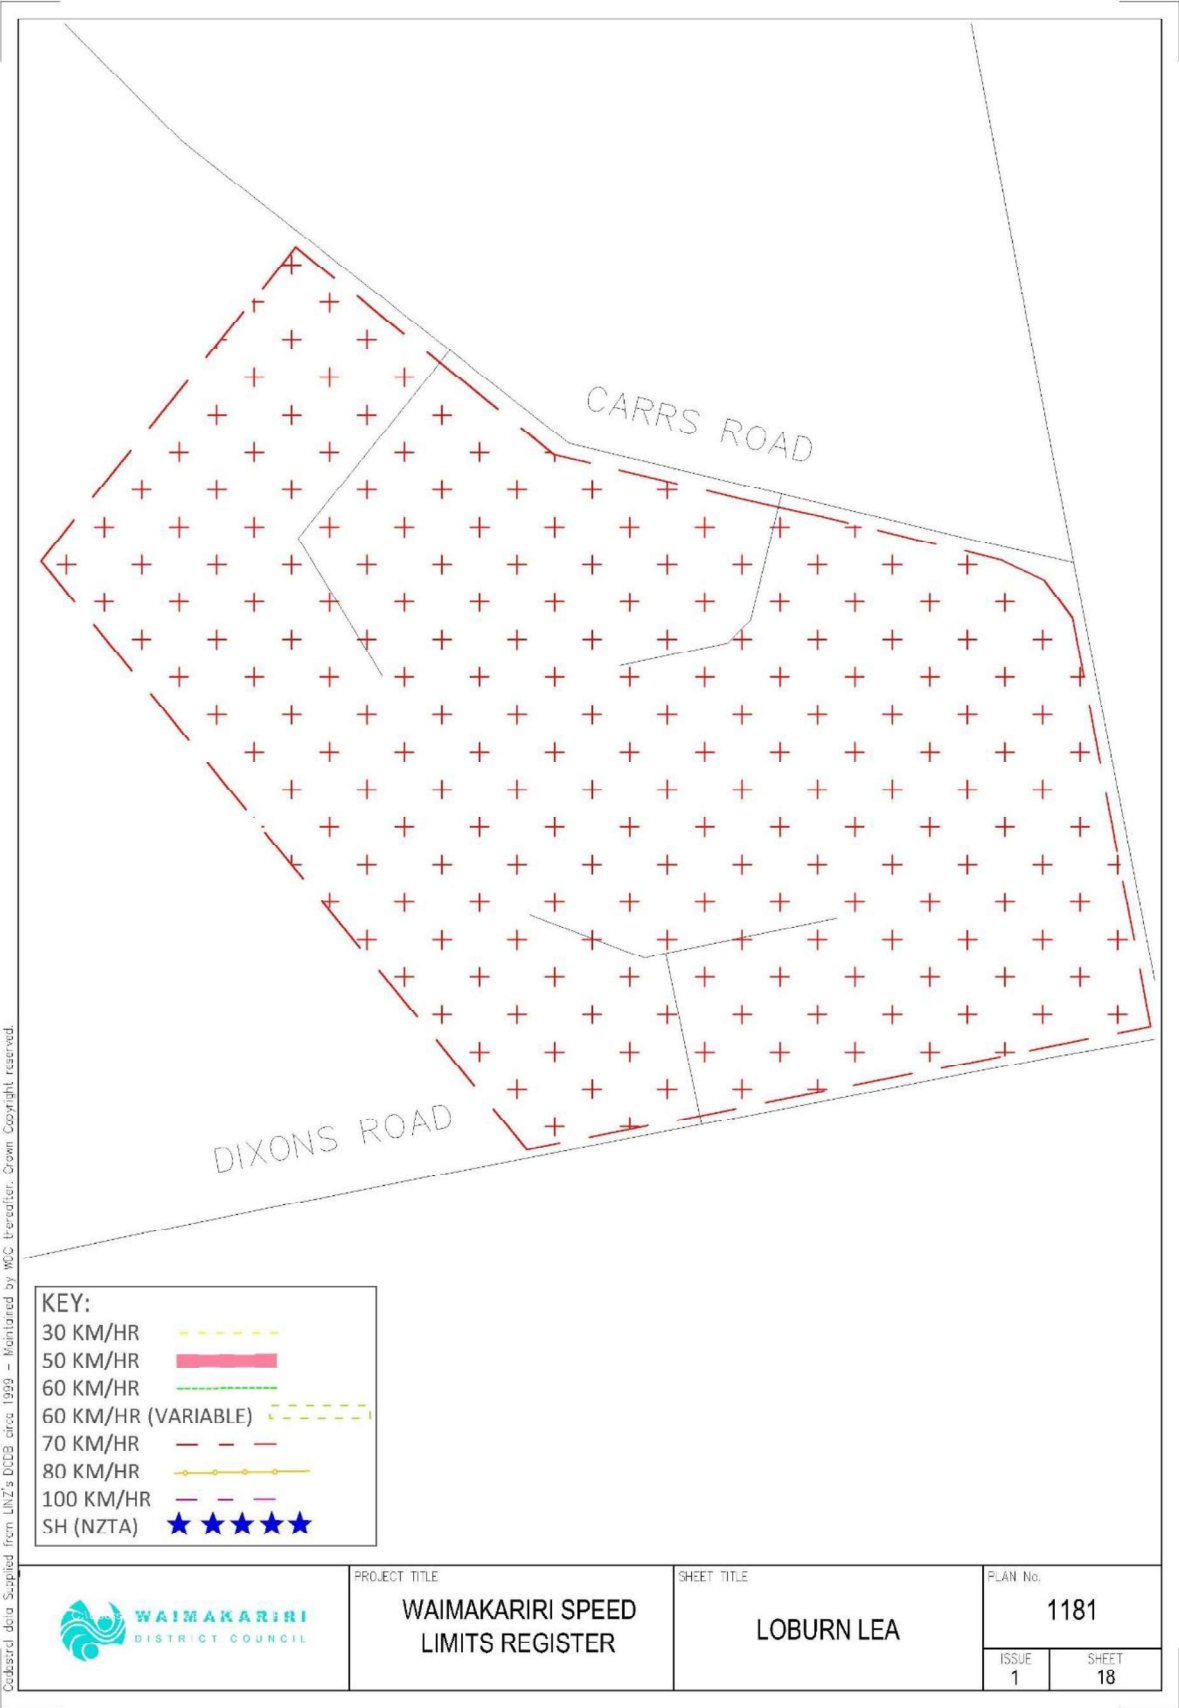 CARRS ROAD
DIXONS ROAD
Cadastral data Supplied from LINZ's DCDB circa 1999 - Maintained by WDC thereafter. Crown Copyright reserved.
KEY:
30 KM/HR
50 KM/HR
60 KM/HR
60 KM/HR (VARIABLE)
70 KM/HR
80 KM/HR
100 KM/HR
SH (NZTA)
WAIMAKARIRI
DISTRICT COUNCIL
PROJECT TITLE
WAIMAKARIRI SPEED
LIMITS REGISTER
SHEET TITLE
LOBURN LEA
PLAN No.
1181
ISSUE
1
SHEET
18